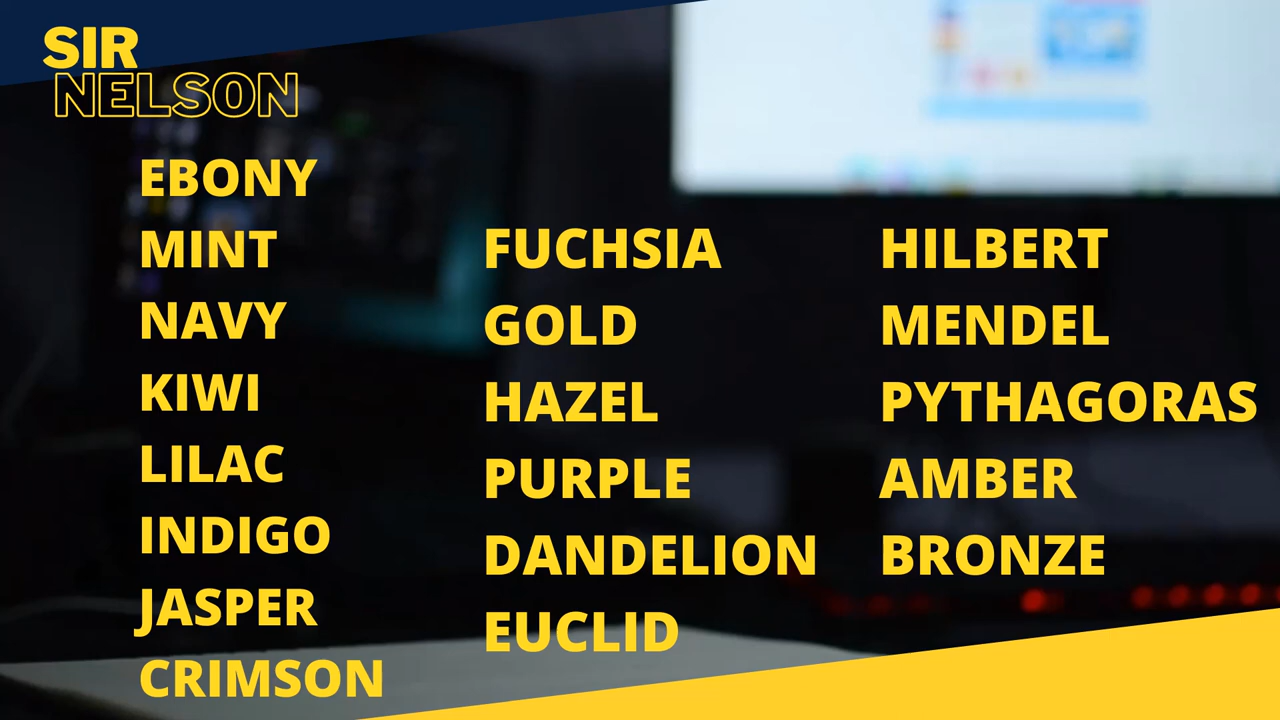 SIR
NELSON
EBONY
MINT
NAVY
KIWI
LILAC
INDIGO
JASPER
CRIMSON
FUCHSIA
GOLD
HAZEL
PURPLE
DANDELION
EUCLID
HILBERT
MENDEL
PYTHAGORAS
AMBER
BRONZE